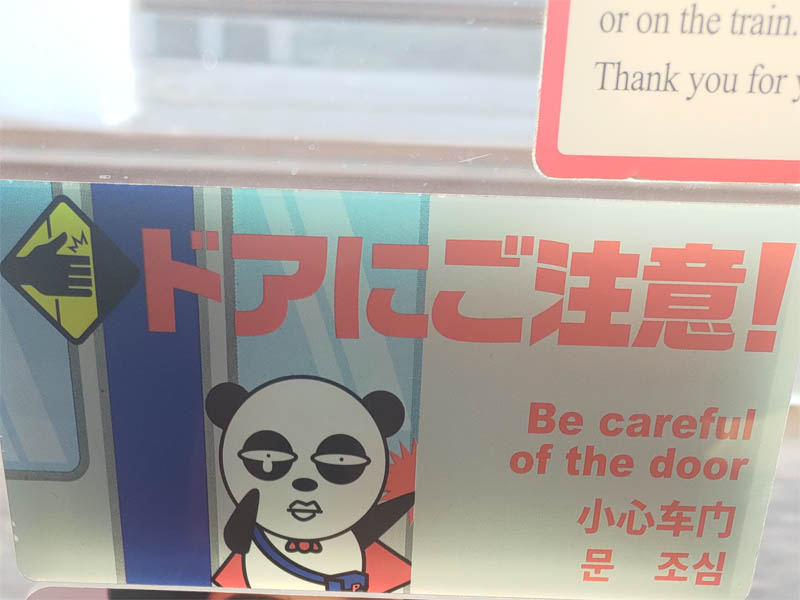 or on the train.
Thank you for
ドアにご注意!
Be careful
of the door
小心车门
문 조심
P